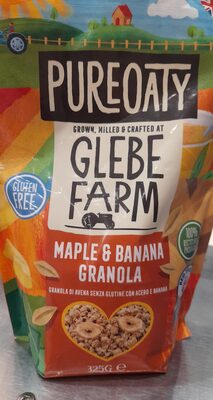 PUREOATY
GROWN, MILLED & CRAFTED AT
GLEBE
FARM
GLUTEN
FREE
100%
MAPLE & BANANA
GRANOLA
GRANOLA DI AVENA SENZA GLUTINE CON ACERO E BANANA
325G e